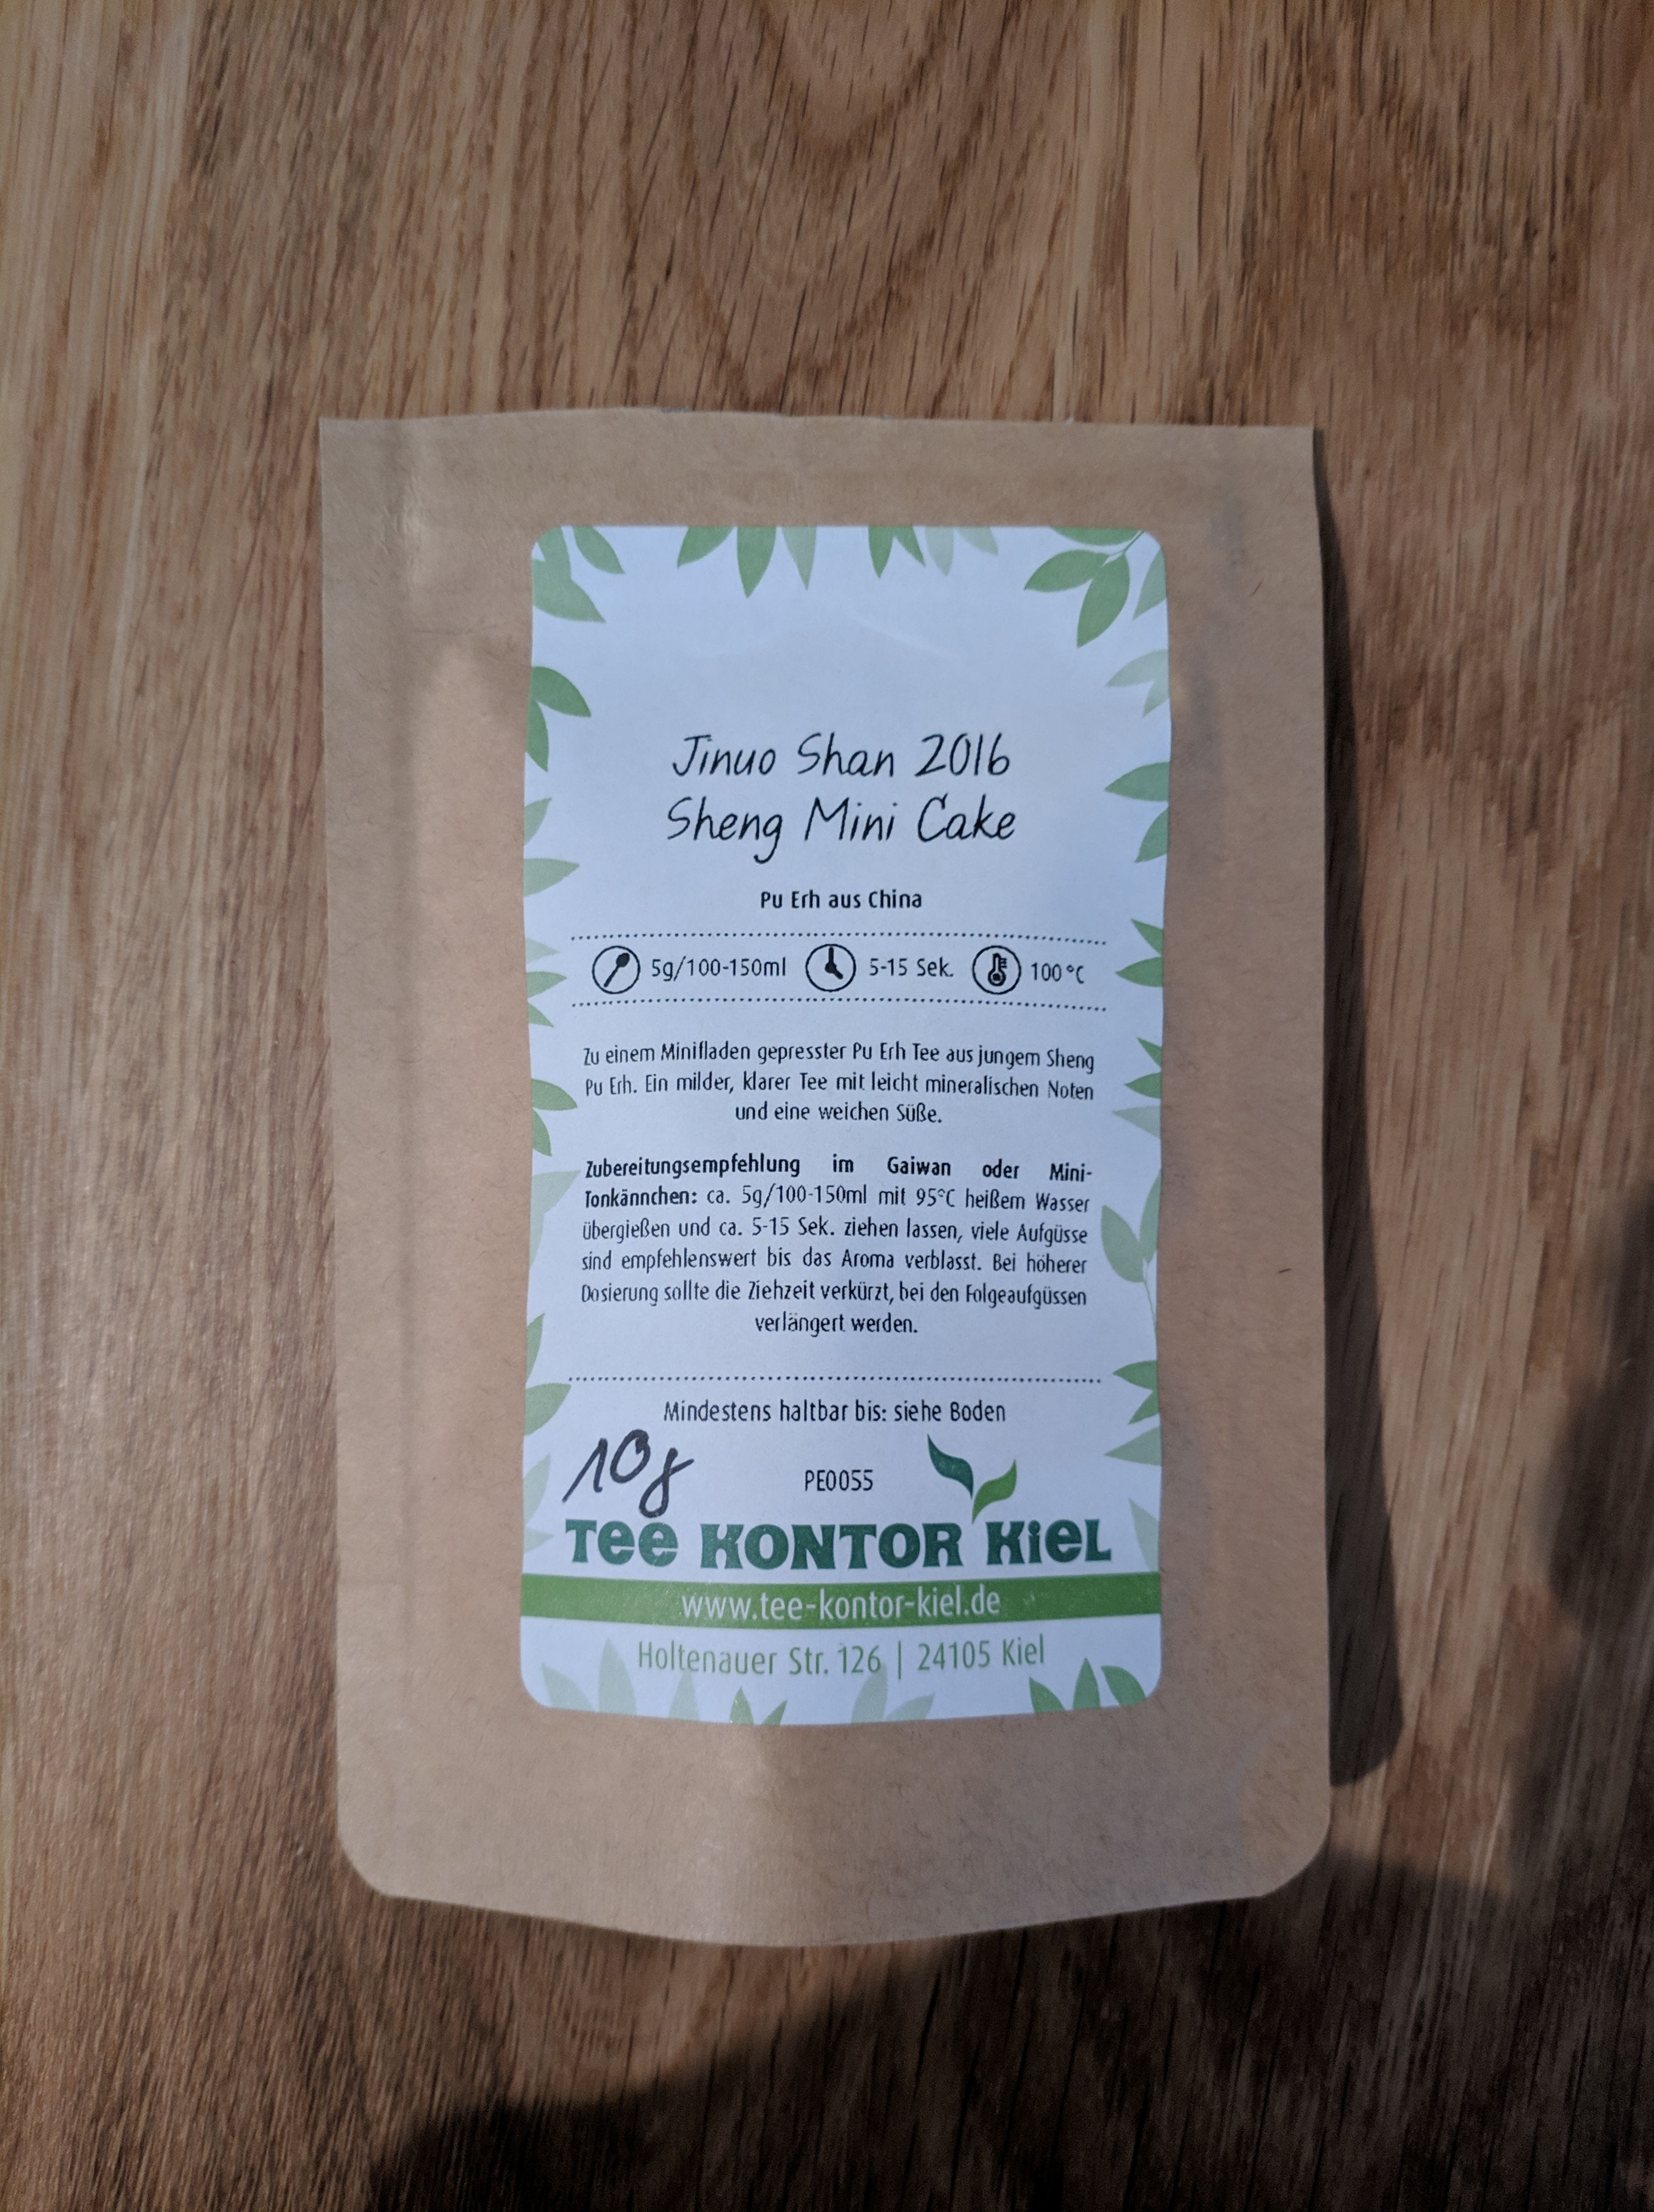 Jinuo Shan 2016
Sheng Mini Cake
Pu Erh aus China
5g/100-150ml 5-15 Sek. 100°C
Zu einem Minifladen gepresster Pu Erh Tee aus jungem Sheng
Pu Erh. Ein milder, klarer Tee mit leicht mineralischen Noten
und eine weichen Süße.
Zubereitungsempfehlung im Gaiwan oder Mini-
Tonkännchen: ca. 5g/100-150ml mit 95°C heißem Wasser
übergießen und ca. 5-15 Sek. ziehen lassen, viele Aufgüsse
sind empfehlenswert bis das Aroma verblasst. Bei höherer
Dosierung sollte die Ziehzeit verkürzt, bei den Folgeaufgüssen
verlängert werden.
Mindestens haltbar bis: siehe Boden
10g
PE0055
Tee KONTOR KieL
www.tee-kontor-kiel.de
Holtenauer Str. 126 | 24105 Kiel